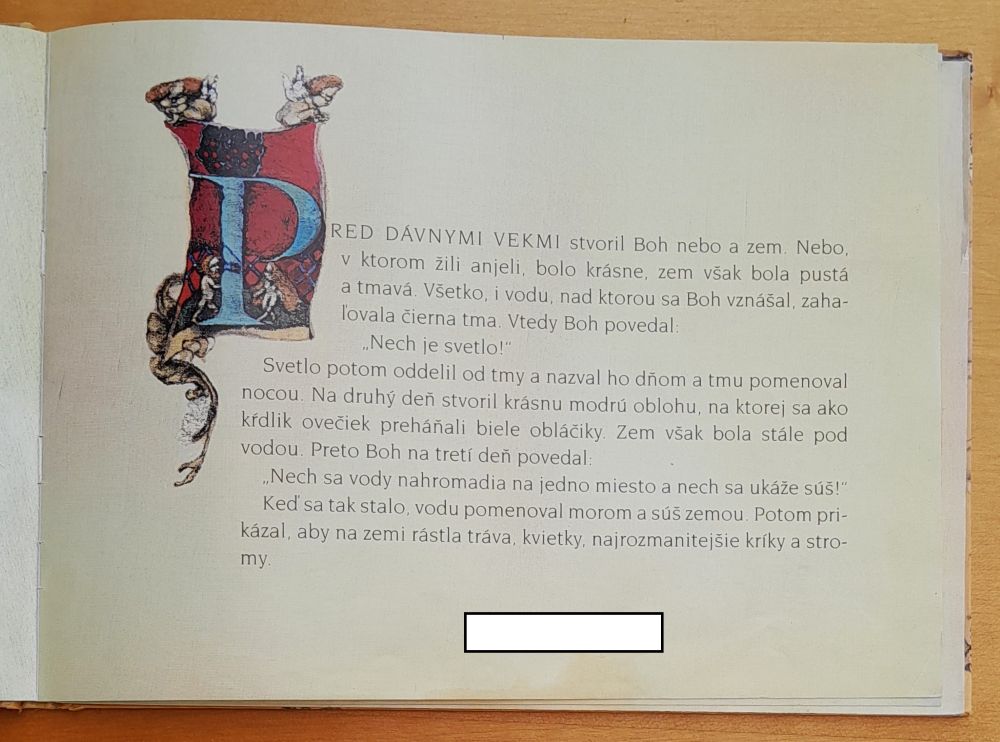 PRED DÁVNYMI VEKMI stvoril Boh nebo a zem. Nebo,
v ktorom žili anjeli, bolo krásne, zem však bola pustá
a tmavá. Všetko, i vodu, nad ktorou sa Boh vznášal, zaha-
ľovala čierna tma. Vtedy Boh povedal:
„Nech je svetlo!“
Svetlo potom oddelil od tmy a nazval ho dňom a tmu pomenoval
nocou. Na druhý deň stvoril krásnu modrú oblohu, na ktorej sa ako
kŕdlik ovečiek preháňali biele obláčiky. Zem však bola stále pod
vodou. Preto Boh na tretí deň povedal:
„Nech sa vody nahromadia na jedno miesto a nech sa ukáže súš!“
Keď sa tak stalo, vodu pomenoval morom a súš zemou. Potom pri-
kázal, aby na zemi rástla tráva, kvietky, najrozmanitejšie kríky a stro-
my.